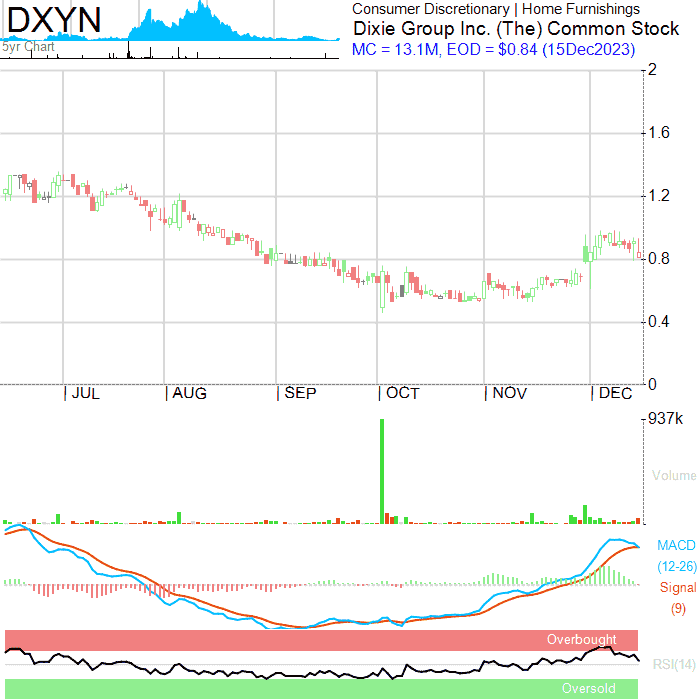 DXYN
5yr Chart
Consumer Discretionary | Home Furnishings
Dixie Group Inc. (The) Common Stock
MC = 13.1M, EOD = $0.84 (15Dec2023)
2
1.6
1.2
0.8
0.4
0
JUL AUG SEP OCT NOV DEC
937k
Volume
MACD
(12-26)
Signal
(9)
Overbought
RSI(14)
Oversold